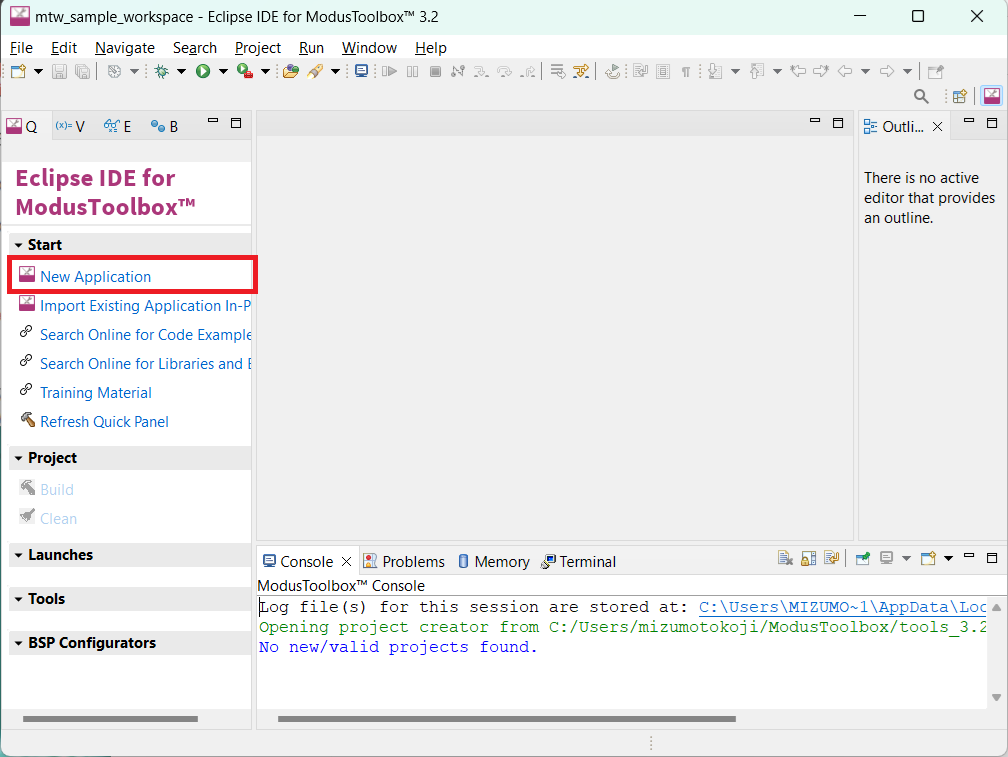 mtw_sample_workspace - Eclipse IDE for ModusToolbox™ 3.2
File Edit Navigate Search Project Run Window Help
Q (x)= V E B
Eclipse IDE for
ModusToolbox™
Start
New Application
Import Existing Application In-P
Search Online for Code Example
Search Online for Libraries and
Training Material
Refresh Quick Panel
Project
Build
Clean
Launches
Tools
BSP Configurators
Outli...
There is no active
editor that provides
an outline.
Console Problems Memory Terminal
ModusToolbox™ Console
Log file(s) for this session are stored at: C:\Users\MIZUMO~1\AppData\Loc
Opening project creator from C:/Users/mizumotokoji/ModusToolbox/tools_3.2
No new/valid projects found.